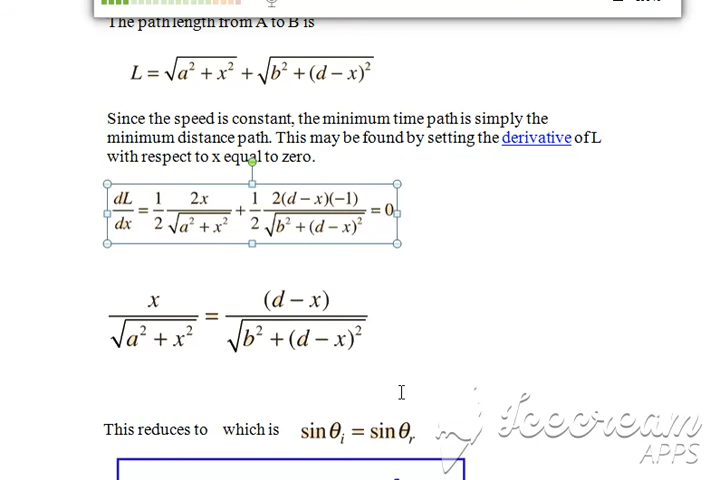 The path length from A to B is
L = √a² + x² + √b² + (d − x)²
Since the speed is constant, the minimum time path is simply the
minimum distance path. This may be found by setting the derivative of L
with respect to x equal to zero.
dL/dx = 1/2 2x/√a² + x² + 1/2 2(d − x)(−1)/√b² + (d − x)² = 0
x/√a² + x² = (d − x)/√b² + (d − x)²
This reduces to which is sin θᵢ = sin θᵣ
Icecream
APPS